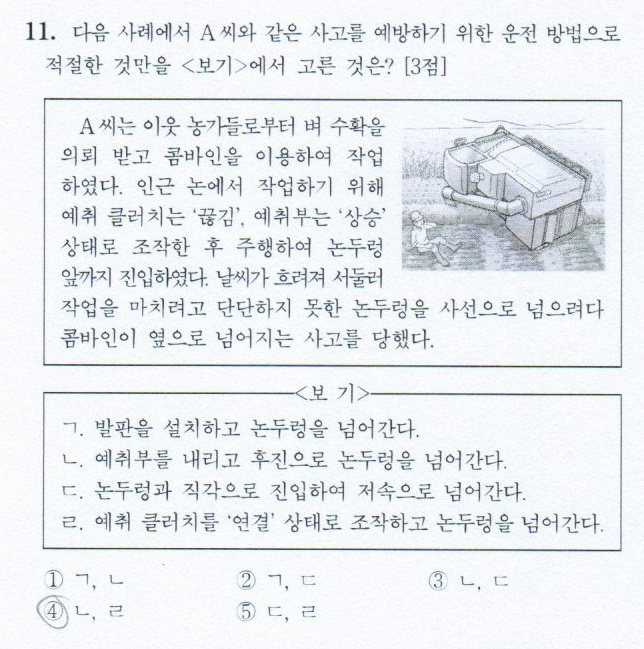 11. 다음 사례에서 A씨와 같은 사고를 예방하기 위한 운전 방법으로
적절한 것만을 <보기>에서 고른 것은? [3점]
A씨는 이웃 농가들로부터 벼 수확을
의뢰 받고 콤바인을 이용하여 작업
하였다. 인근 논에서 작업하기 위해
예취 클러치는 ‘끊김’, 예취부는 ‘상승’
상태로 조작한 후 주행하여 논두렁
앞까지 진입하였다. 날씨가 흐려져 서둘러
작업을 마치려고 단단하지 못한 논두렁을 사선으로 넘으려다
콤바인이 옆으로 넘어지는 사고를 당했다.
<보 기>
ㄱ. 발판을 설치하고 논두렁을 넘어간다.
ㄴ. 예취부를 내리고 후진으로 논두렁을 넘어간다.
ㄷ. 논두렁과 직각으로 진입하여 저속으로 넘어간다.
ㄹ. 예취 클러치를 ‘연결’ 상태로 조작하고 논두렁을 넘어간다.
① ㄱ, ㄴ ② ㄱ, ㄷ ③ ㄴ, ㄷ
④ ㄴ, ㄹ ⑤ ㄷ, ㄹ